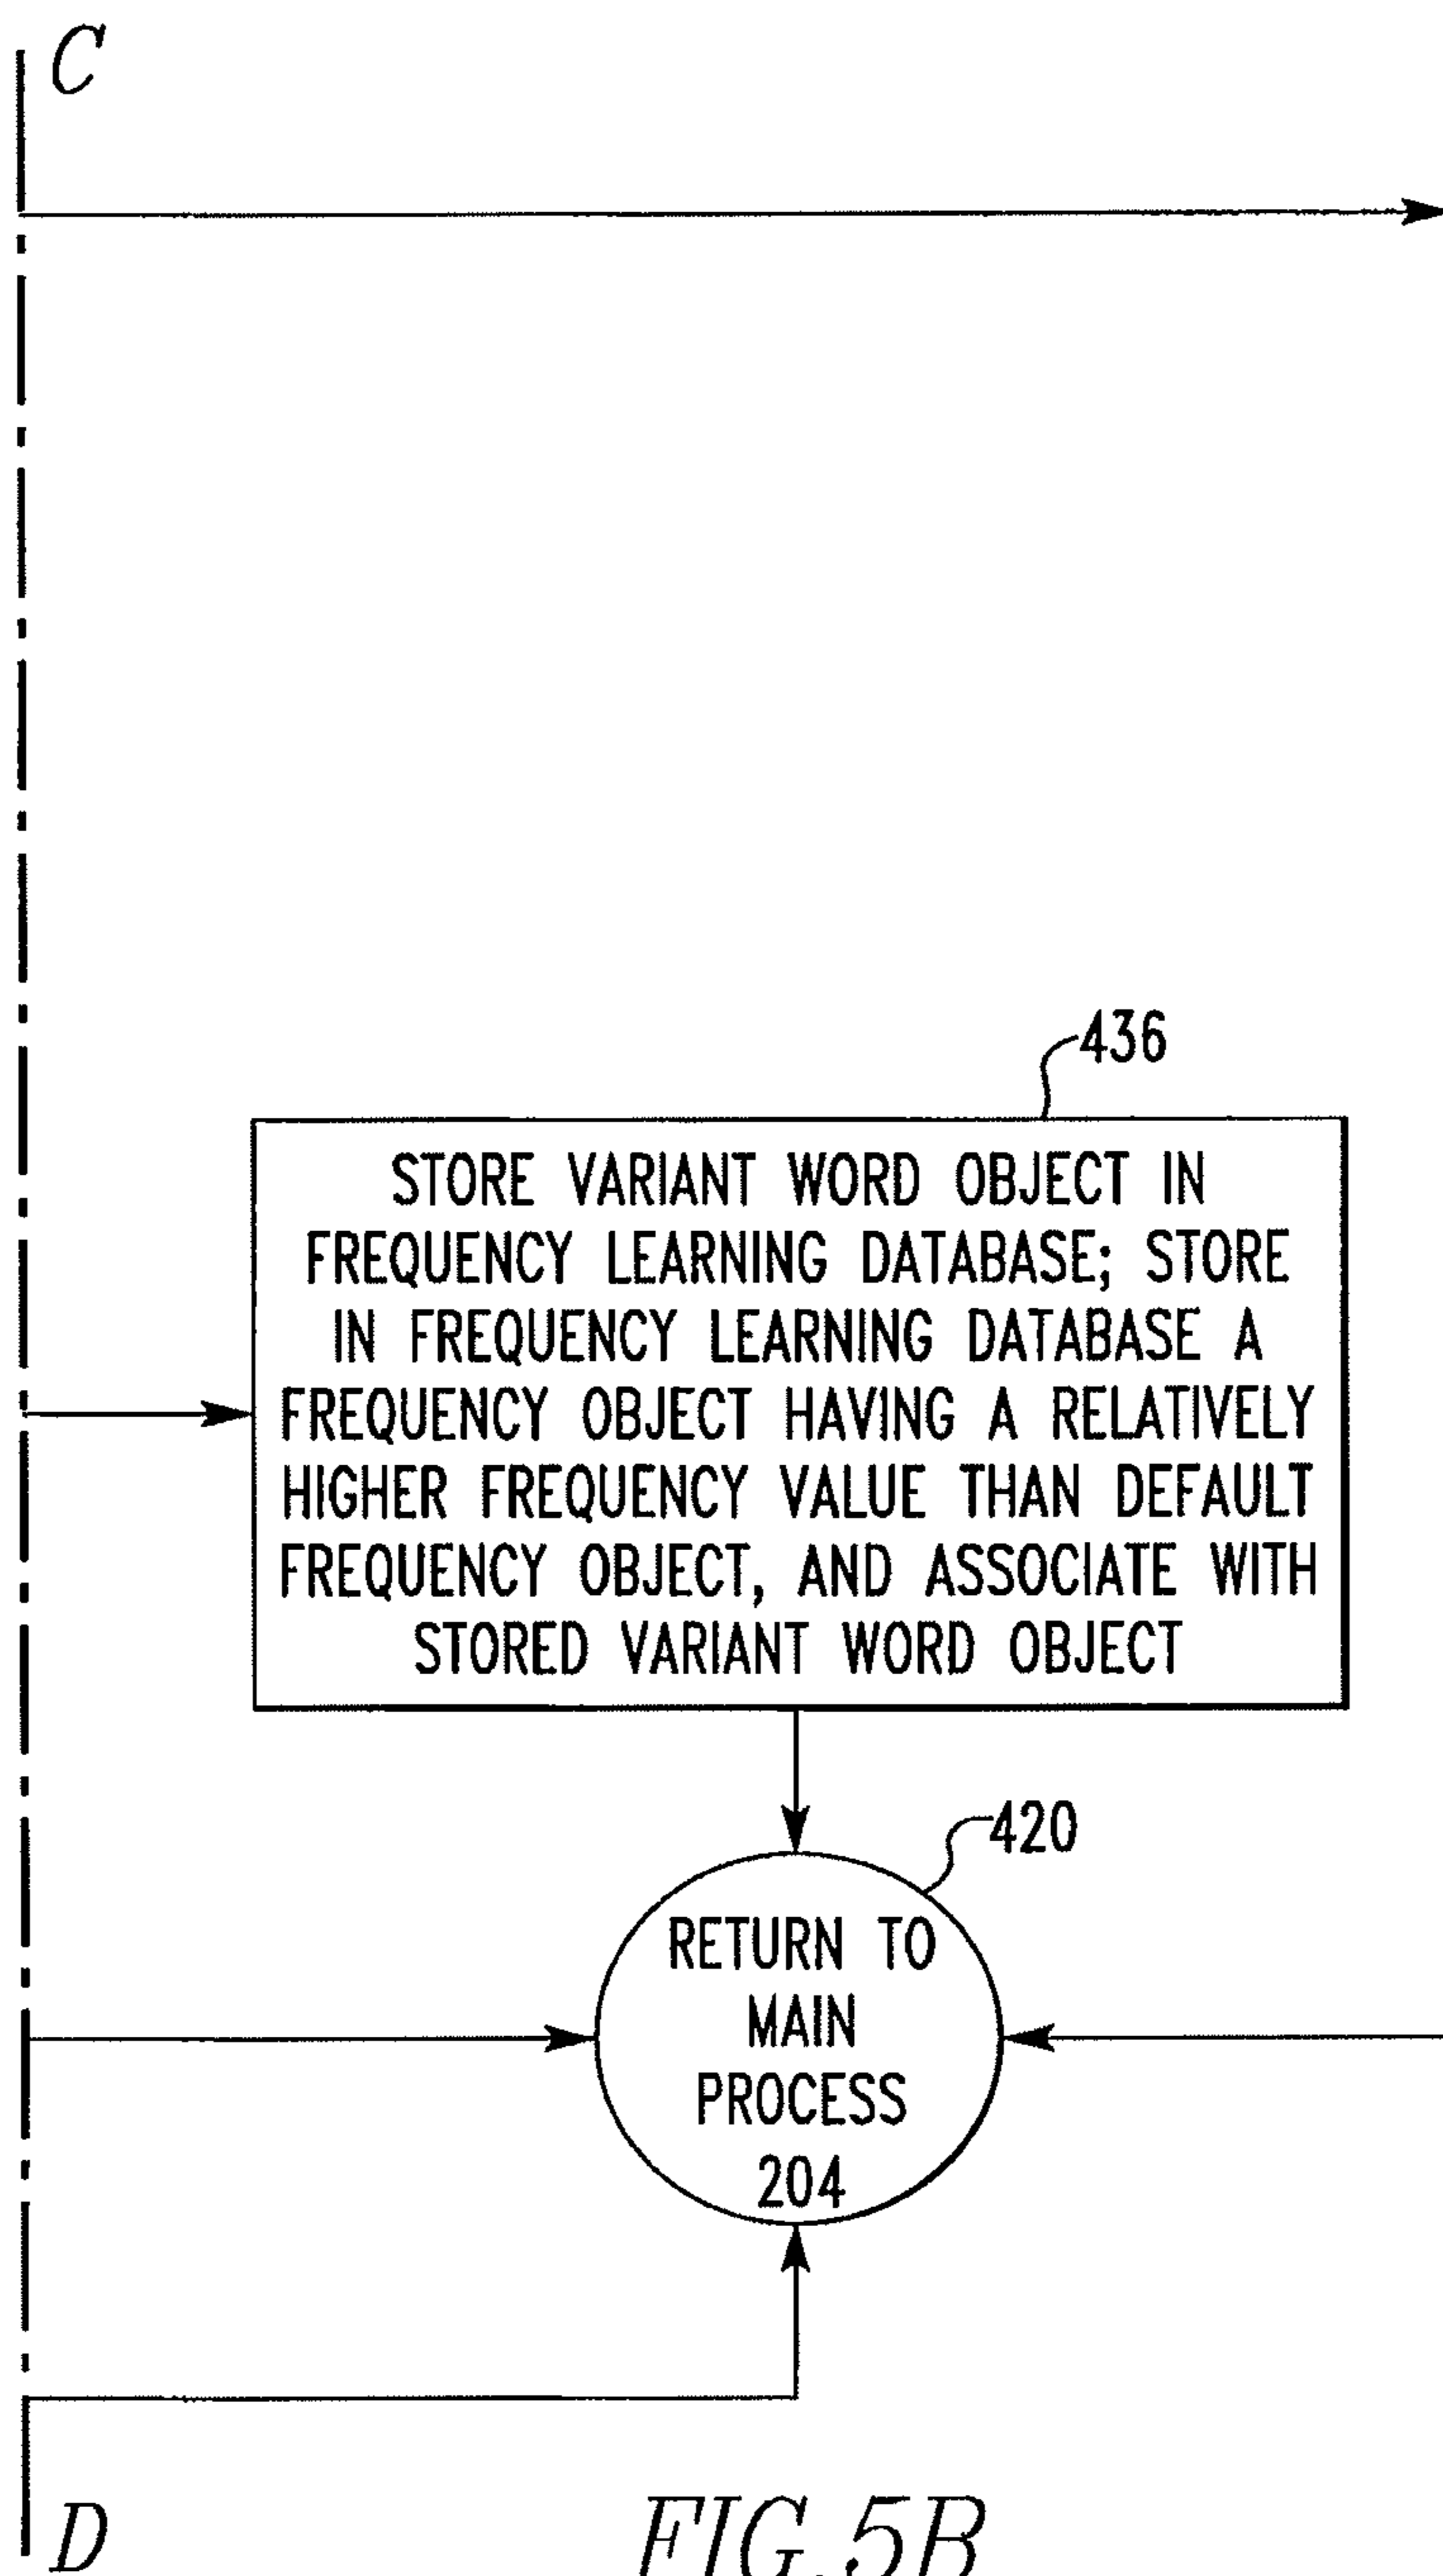 C
436
STORE VARIANT WORD OBJECT IN
FREQUENCY LEARNING DATABASE; STORE
IN FREQUENCY LEARNING DATABASE A
FREQUENCY OBJECT HAVING A RELATIVELY
HIGHER FREQUENCY VALUE THAN DEFAULT
FREQUENCY OBJECT, AND ASSOCIATE WITH
STORED VARIANT WORD OBJECT
420
RETURN TO
MAIN
PROCESS
204
D
FIG.5B